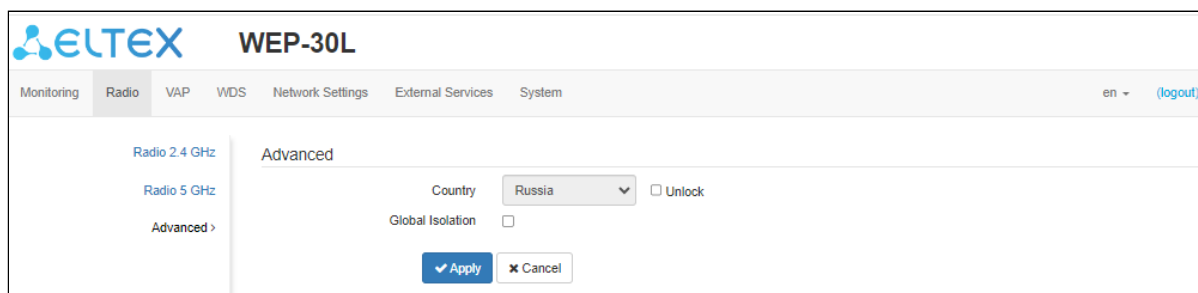 ELTEX WEP-30L
Monitoring Radio VAP WDS Network Settings External Services System en (logout)
Radio 2.4 GHz
Advanced
Radio 5 GHz
Country Russia Unlock
Advanced >
Global Isolation
Apply Cancel